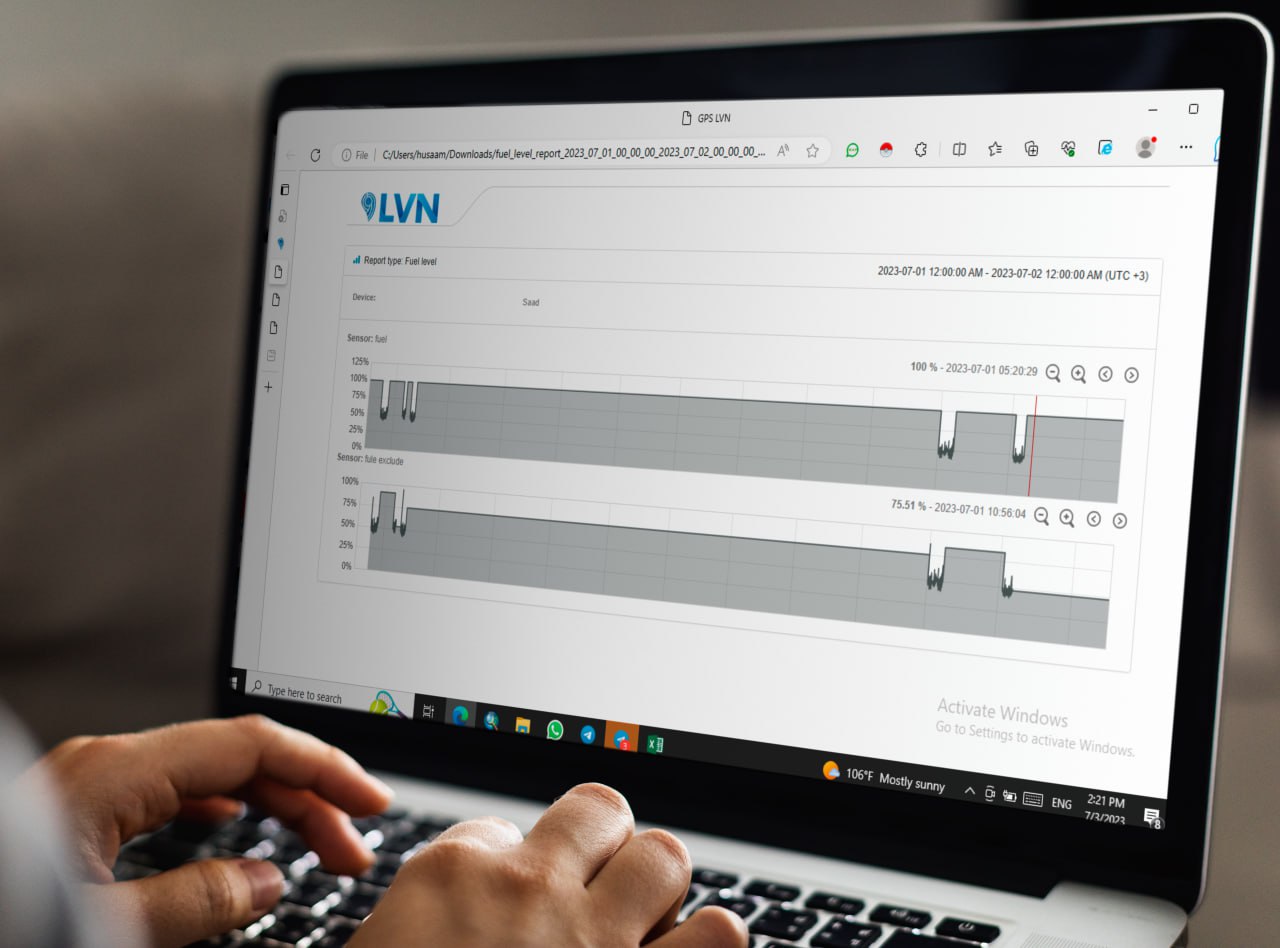 GPS LVN
File C:/Users/husaam/Downloads/fuel_level_report_2023_07_01_00_00_00_2023_07_02_00_00_00_...
LVN
Report type: Fuel level
2023-07-01 12:00:00 AM - 2023-07-02 12:00:00 AM (UTC +3)
Device: Saad
Sensor: fuel
100 % - 2023-07-01 05:20:29
125%
100%
75%
50%
25%
0%
Sensor: fule exclude
75.51 % - 2023-07-01 10:56:04
100%
75%
50%
25%
0%
Activate Windows
Go to Settings to activate Windows.
Type here to search
3
106°F Mostly sunny
ENG
2:21 PM
7/3/2023
8